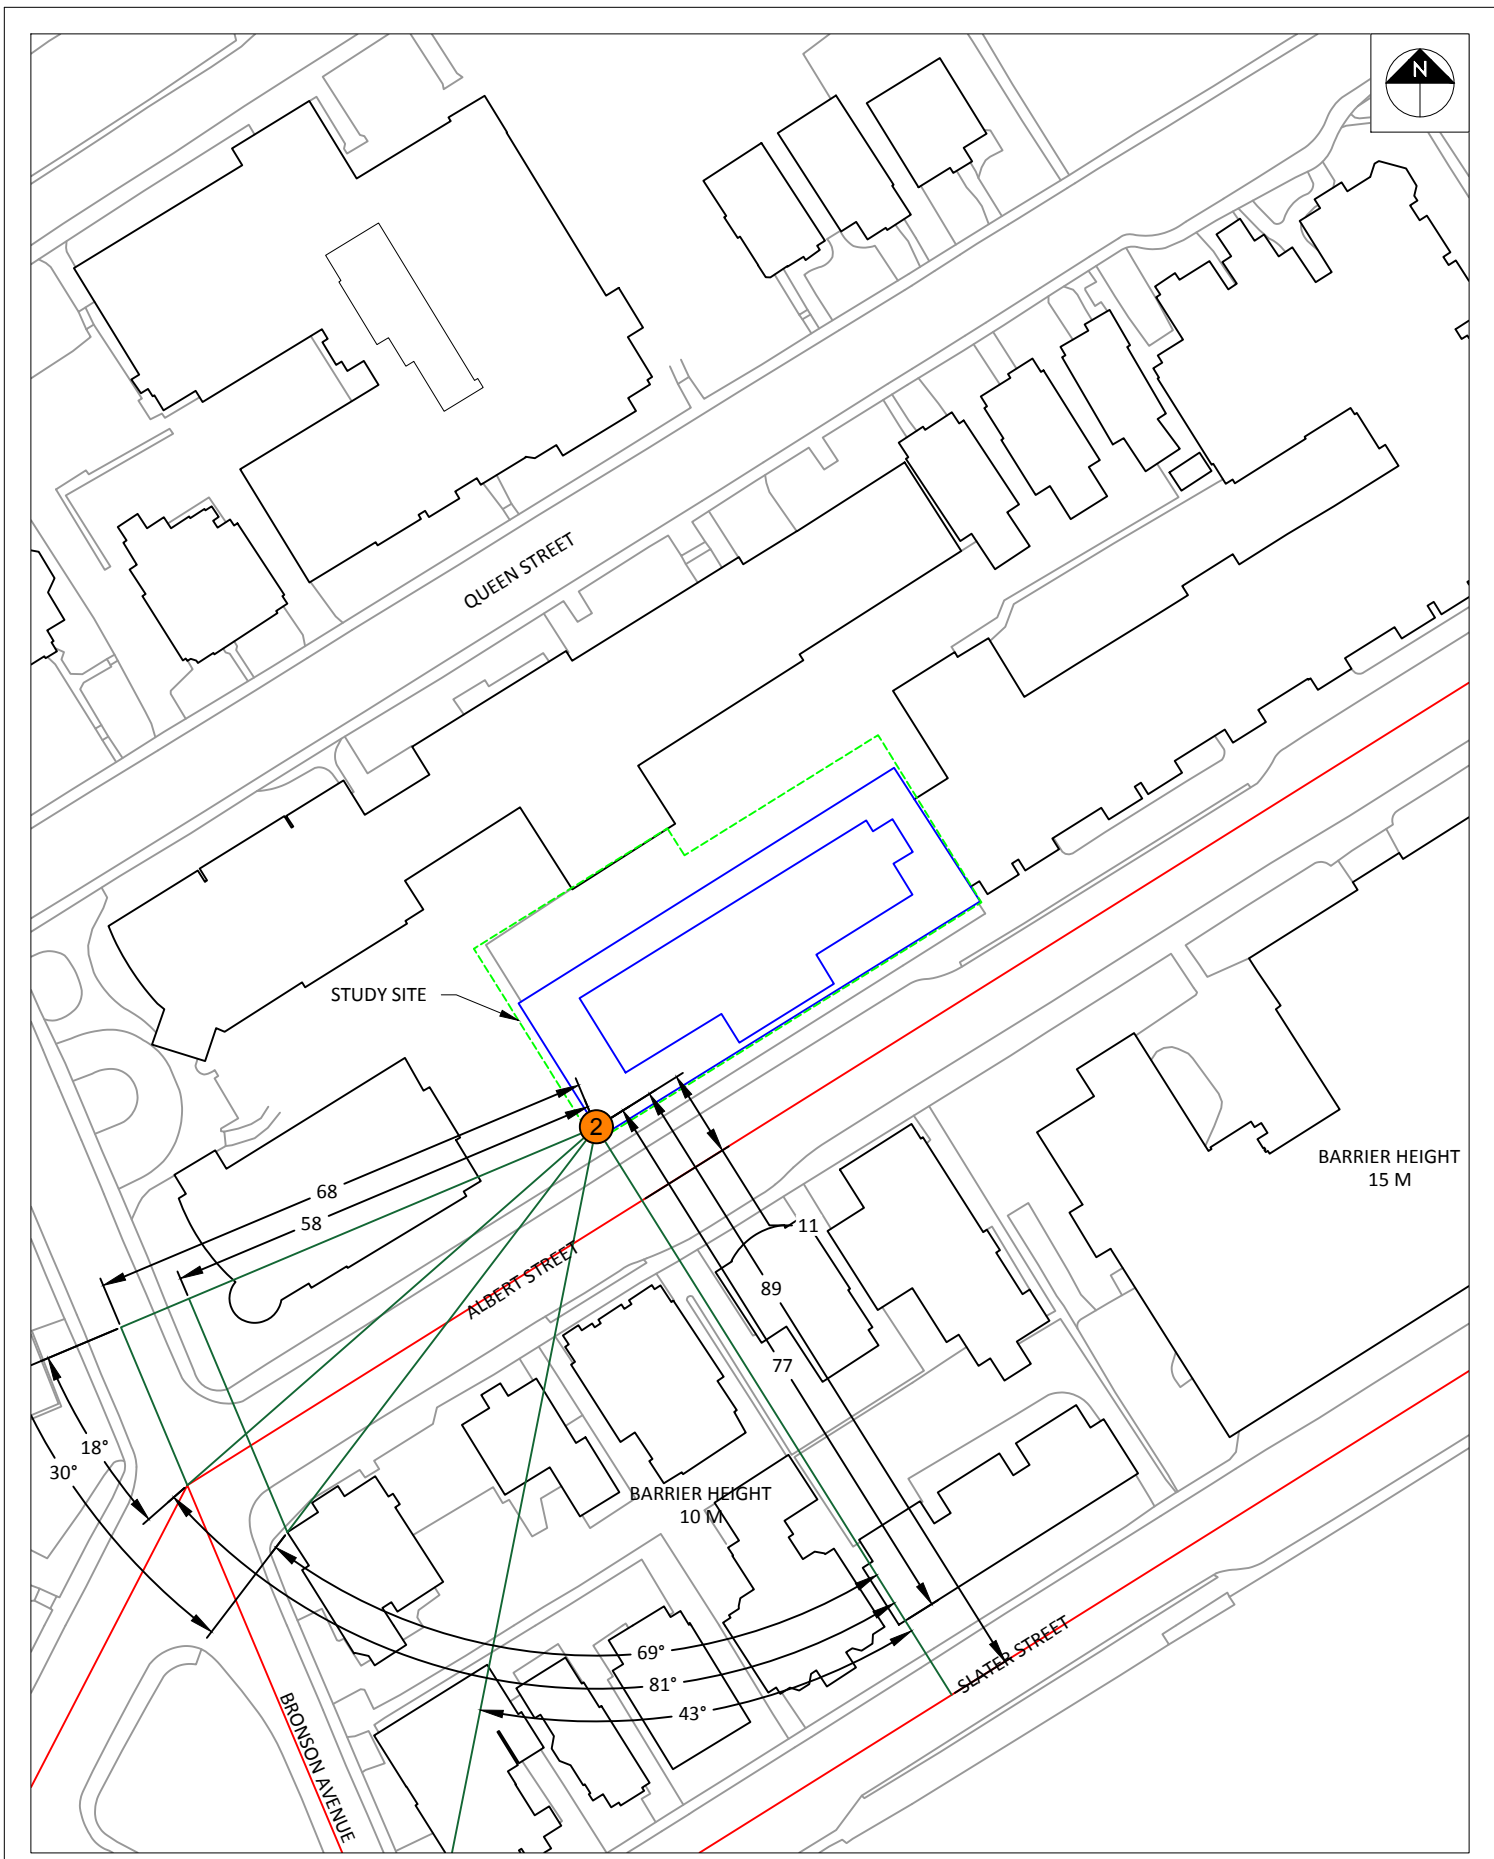 N
QUEEN STREET
STUDY SITE
2
68
58
11
89
77
ALBERT STREET
BARRIER HEIGHT
15 M
18°
30°
BARRIER HEIGHT
10 M
69°
81°
43°
SLATER STREET
BRONSON AVENUE